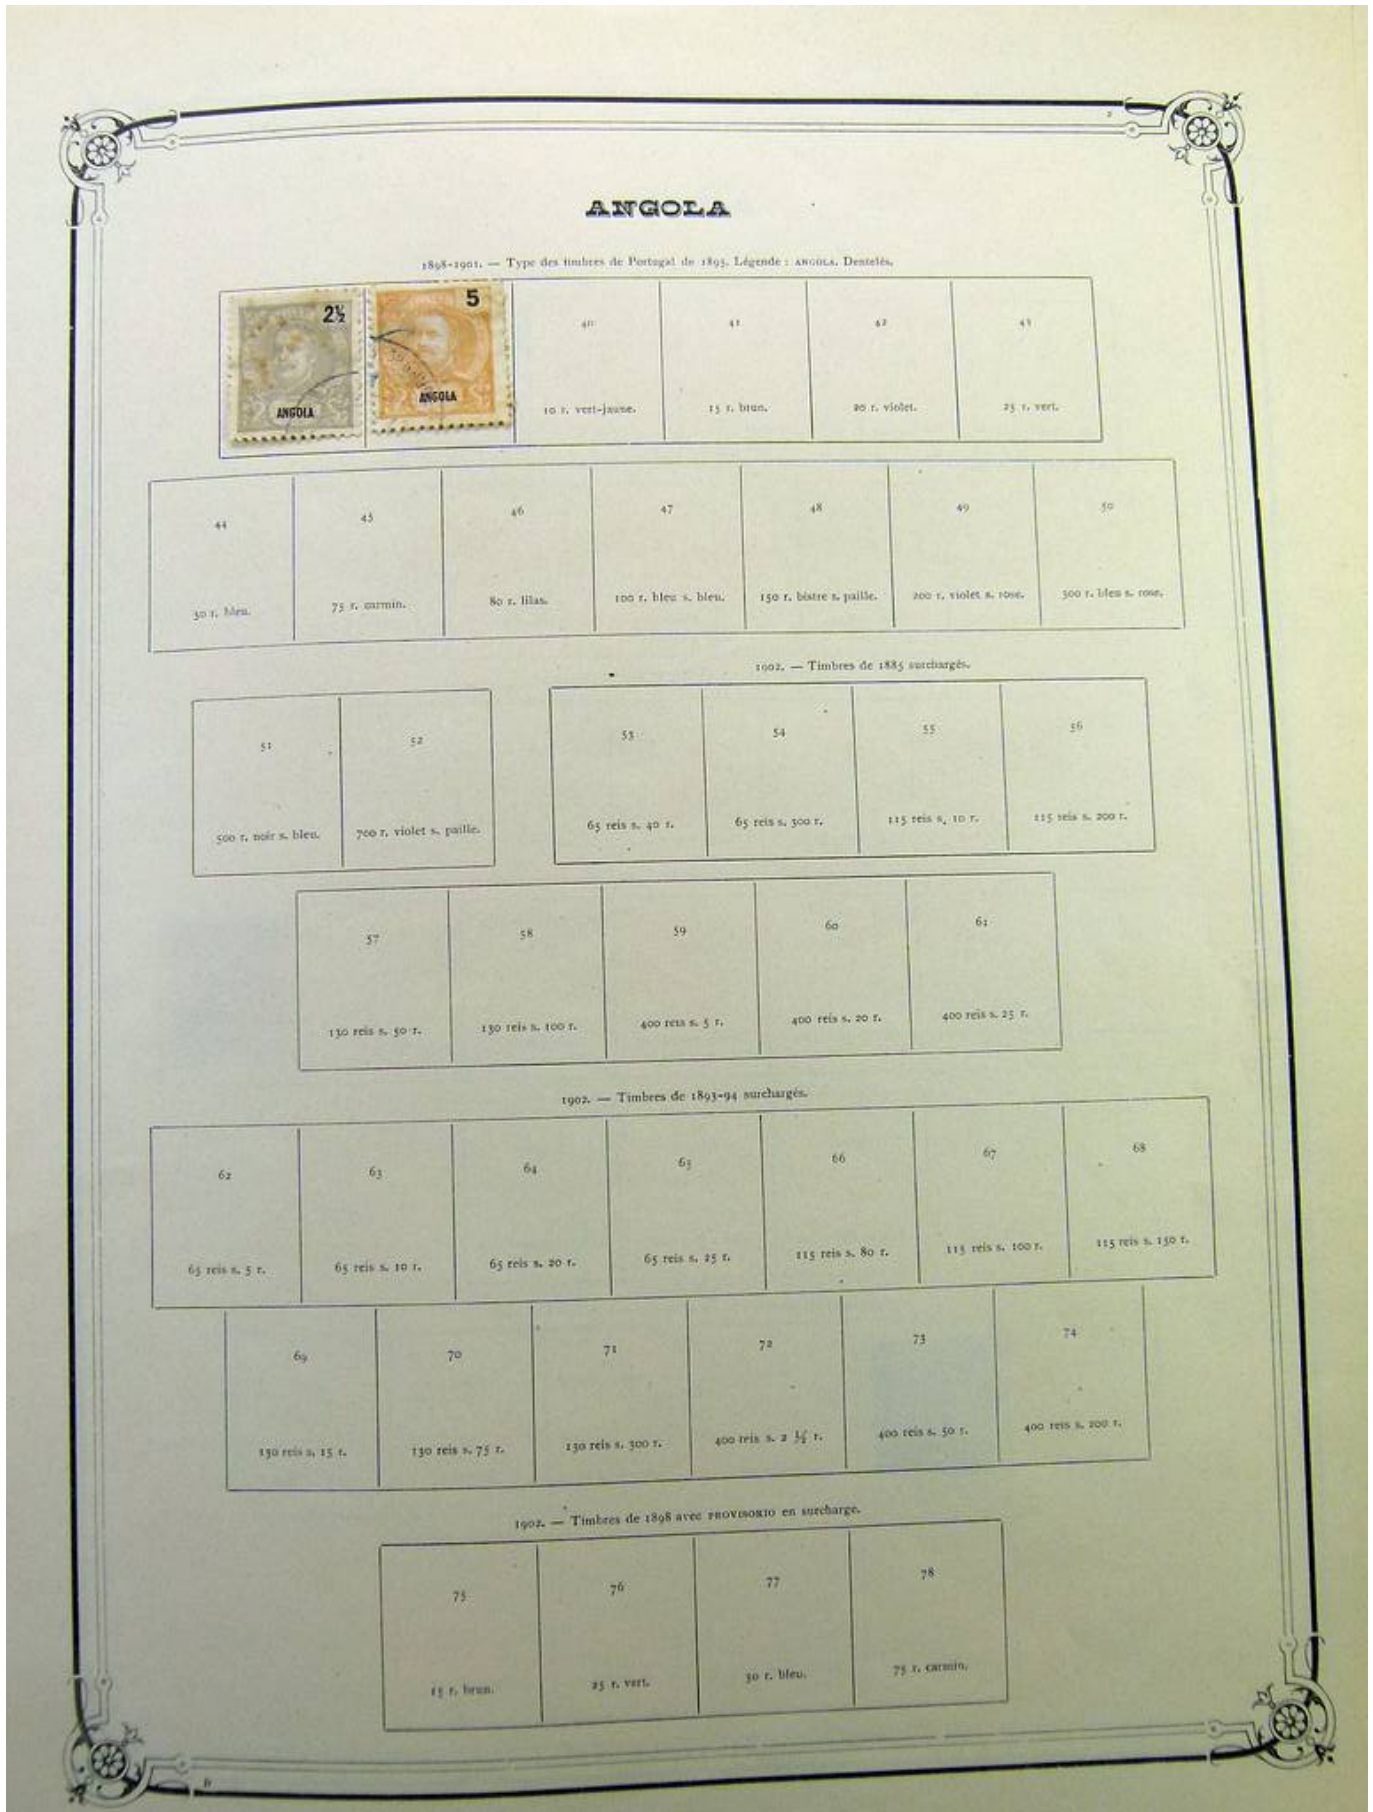 2
ANGOLA
1898-1901. — Type des timbres de Portugal de 1895. Légende : ANGOLA. Dentelés.
2½ 5
ANGOLA ANGOLA
40 41 42 43
10 r. vert-jaune. 15 r. brun. 20 r. violet. 25 r. vert.
44 45 46 47 48 49 50
50 r. bleu. 75 r. carmin. 80 r. lilas. 100 r. bleu s. bleu. 150 r. bistre s. paille. 200 r. violet s. rose. 300 r. bleu s. rose.
1902. — Timbres de 1885 surchargés.
51 52 53 54 55 56
500 r. noir s. bleu. 700 r. violet s. paille. 65 reis s. 40 r. 65 reis s. 300 r. 115 reis s. 10 r. 115 reis s. 200 r.
57 58 59 60 61
130 reis s. 50 r. 130 reis s. 100 r. 400 reis s. 5 r. 400 reis s. 20 r. 400 reis s. 25 r.
1902. — Timbres de 1893-94 surchargés.
62 63 64 65 66 67 68
65 reis s. 5 r. 65 reis s. 10 r. 65 reis s. 20 r. 65 reis s. 25 r. 115 reis s. 80 r. 115 reis s. 100 r. 115 reis s. 150 r.
69 70 71 72 73 74
130 reis s. 15 r. 130 reis s. 75 r. 130 reis s. 300 r. 400 reis s. 2 ½ r. 400 reis s. 50 r. 400 reis s. 200 r.
1902. — Timbres de 1898 avec PROVISORIO en surcharge.
75 76 77 78
15 r. brun. 25 r. vert. 50 r. bleu. 75 r. carmin.